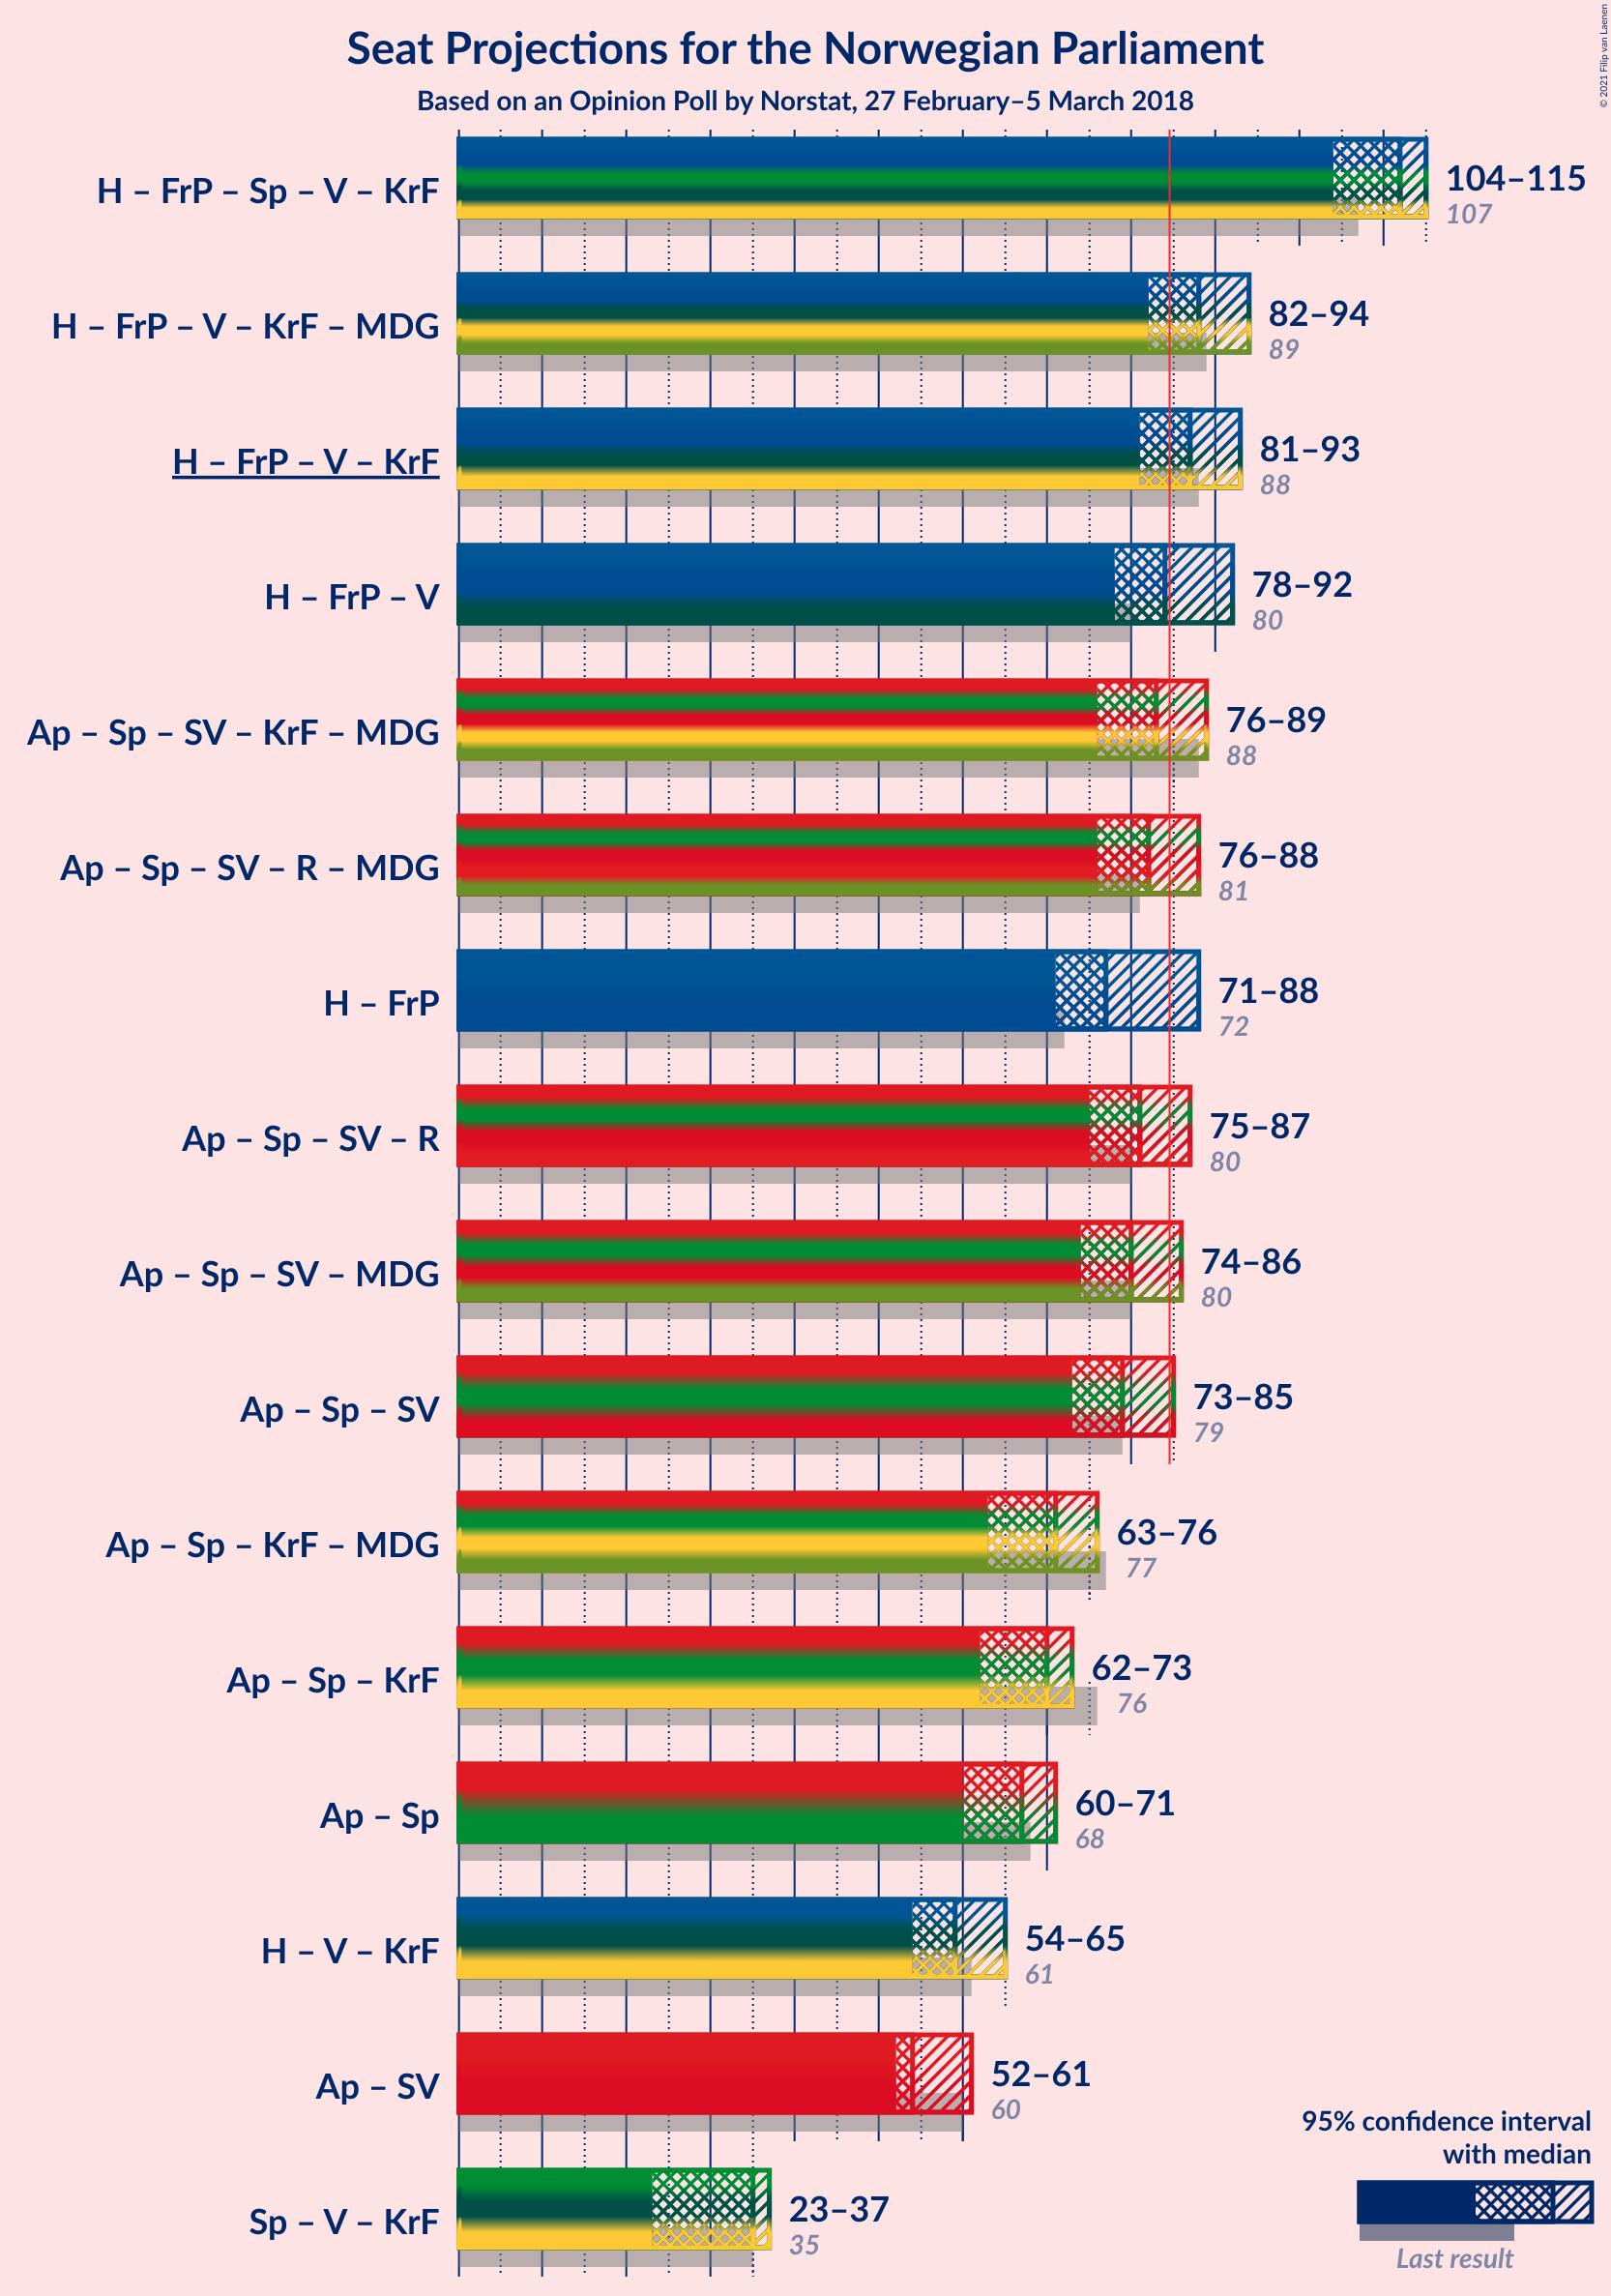 Seat Projections for the Norwegian Parliament
Based on an Opinion Poll by Norstat, 27 February–5 March 2018
© 2021 Filip van Laenen
H – FrP – Sp – V – KrF
104–115
107
H – FrP – V – KrF – MDG
82–94
89
H – FrP – V – KrF
81–93
88
H – FrP – V
78–92
80
Ap – Sp – SV – KrF – MDG
76–89
88
Ap – Sp – SV – R – MDG
76–88
81
H – FrP
71–88
72
Ap – Sp – SV – R
75–87
80
Ap – Sp – SV – MDG
74–86
80
Ap – Sp – SV
73–85
79
Ap – Sp – KrF – MDG
63–76
77
Ap – Sp – KrF
62–73
76
Ap – Sp
60–71
68
H – V – KrF
54–65
61
Ap – SV
52–61
60
Sp – V – KrF
23–37
35
95% confidence interval
with median
Last result